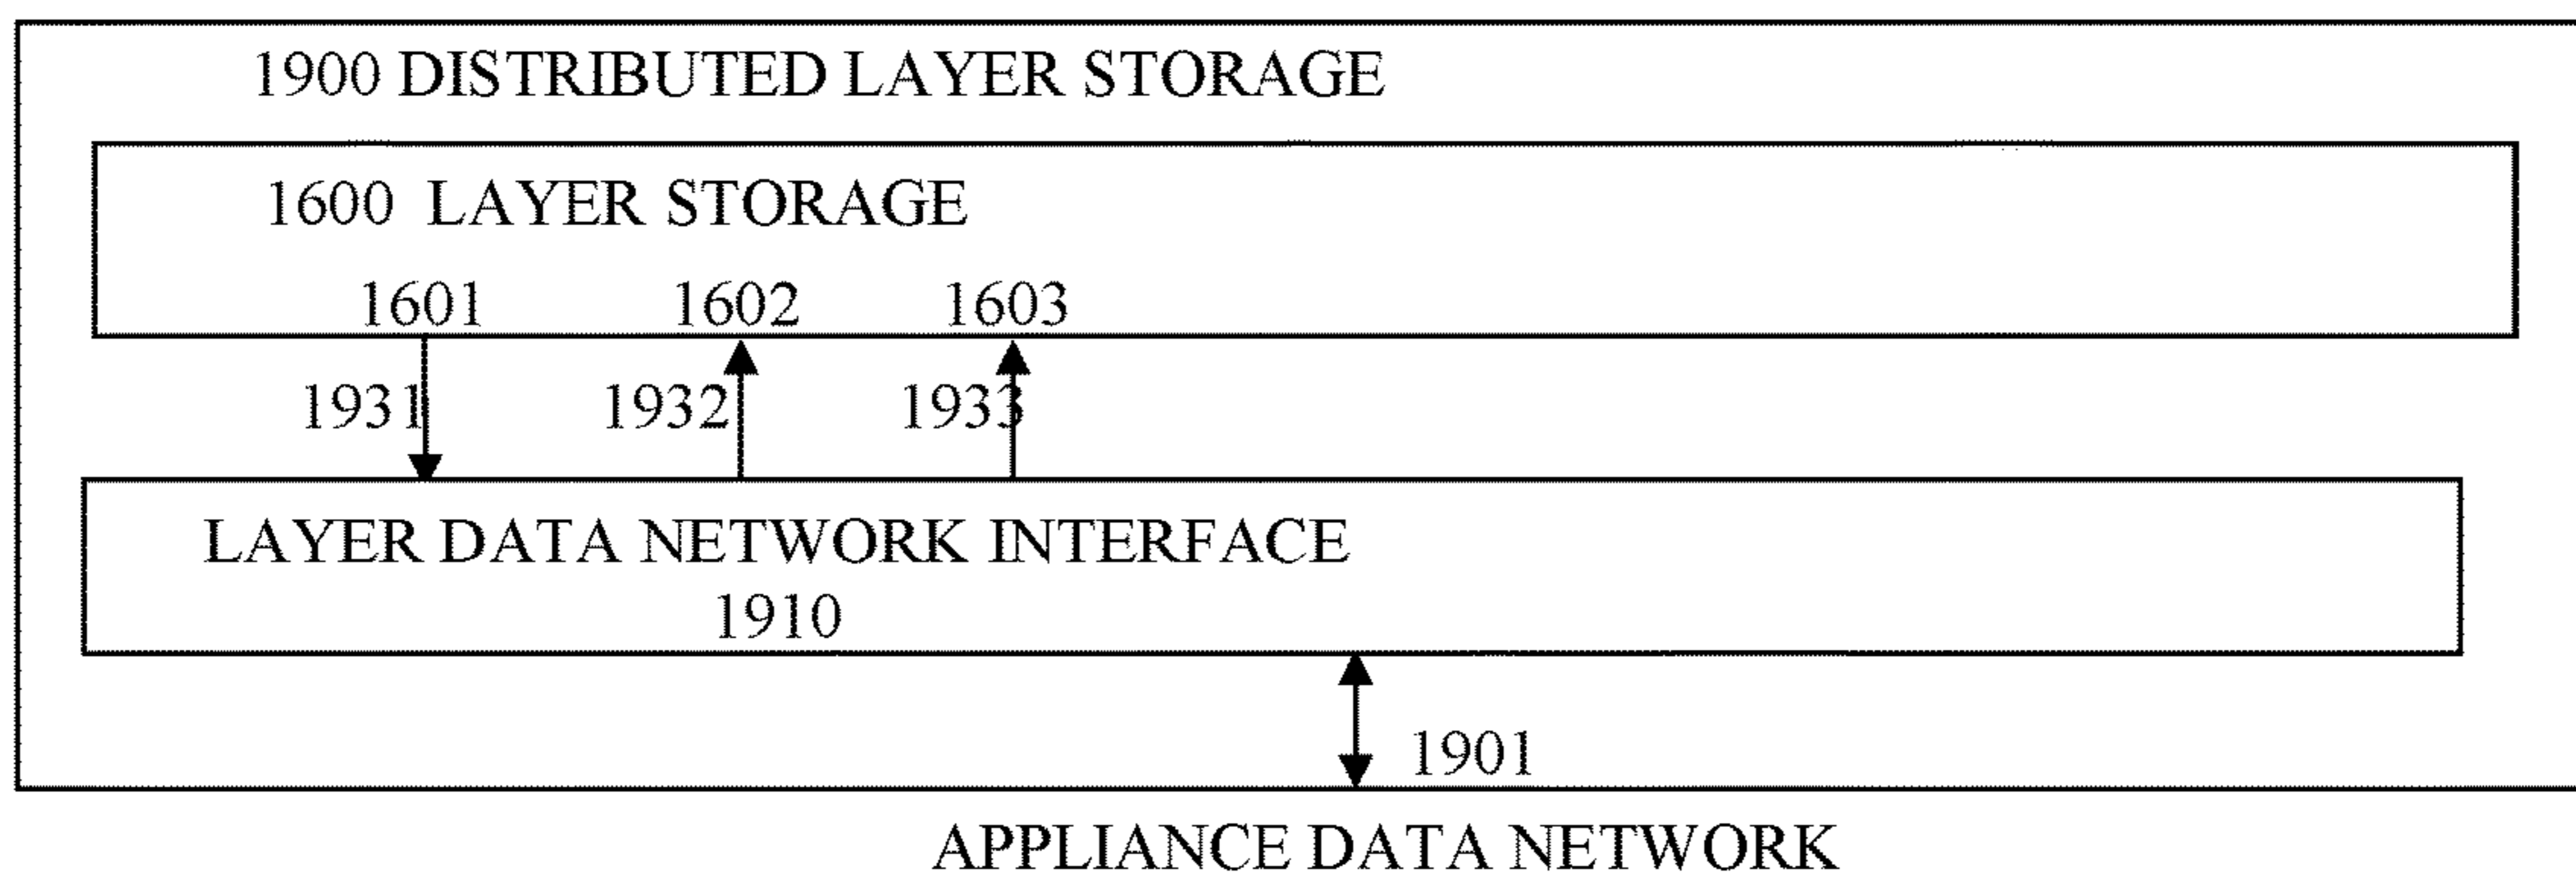 1900 DISTRIBUTED LAYER STORAGE
1600 LAYER STORAGE
1601 1602 1603
1931 1932 1933
LAYER DATA NETWORK INTERFACE
1910
1901
APPLIANCE DATA NETWORK